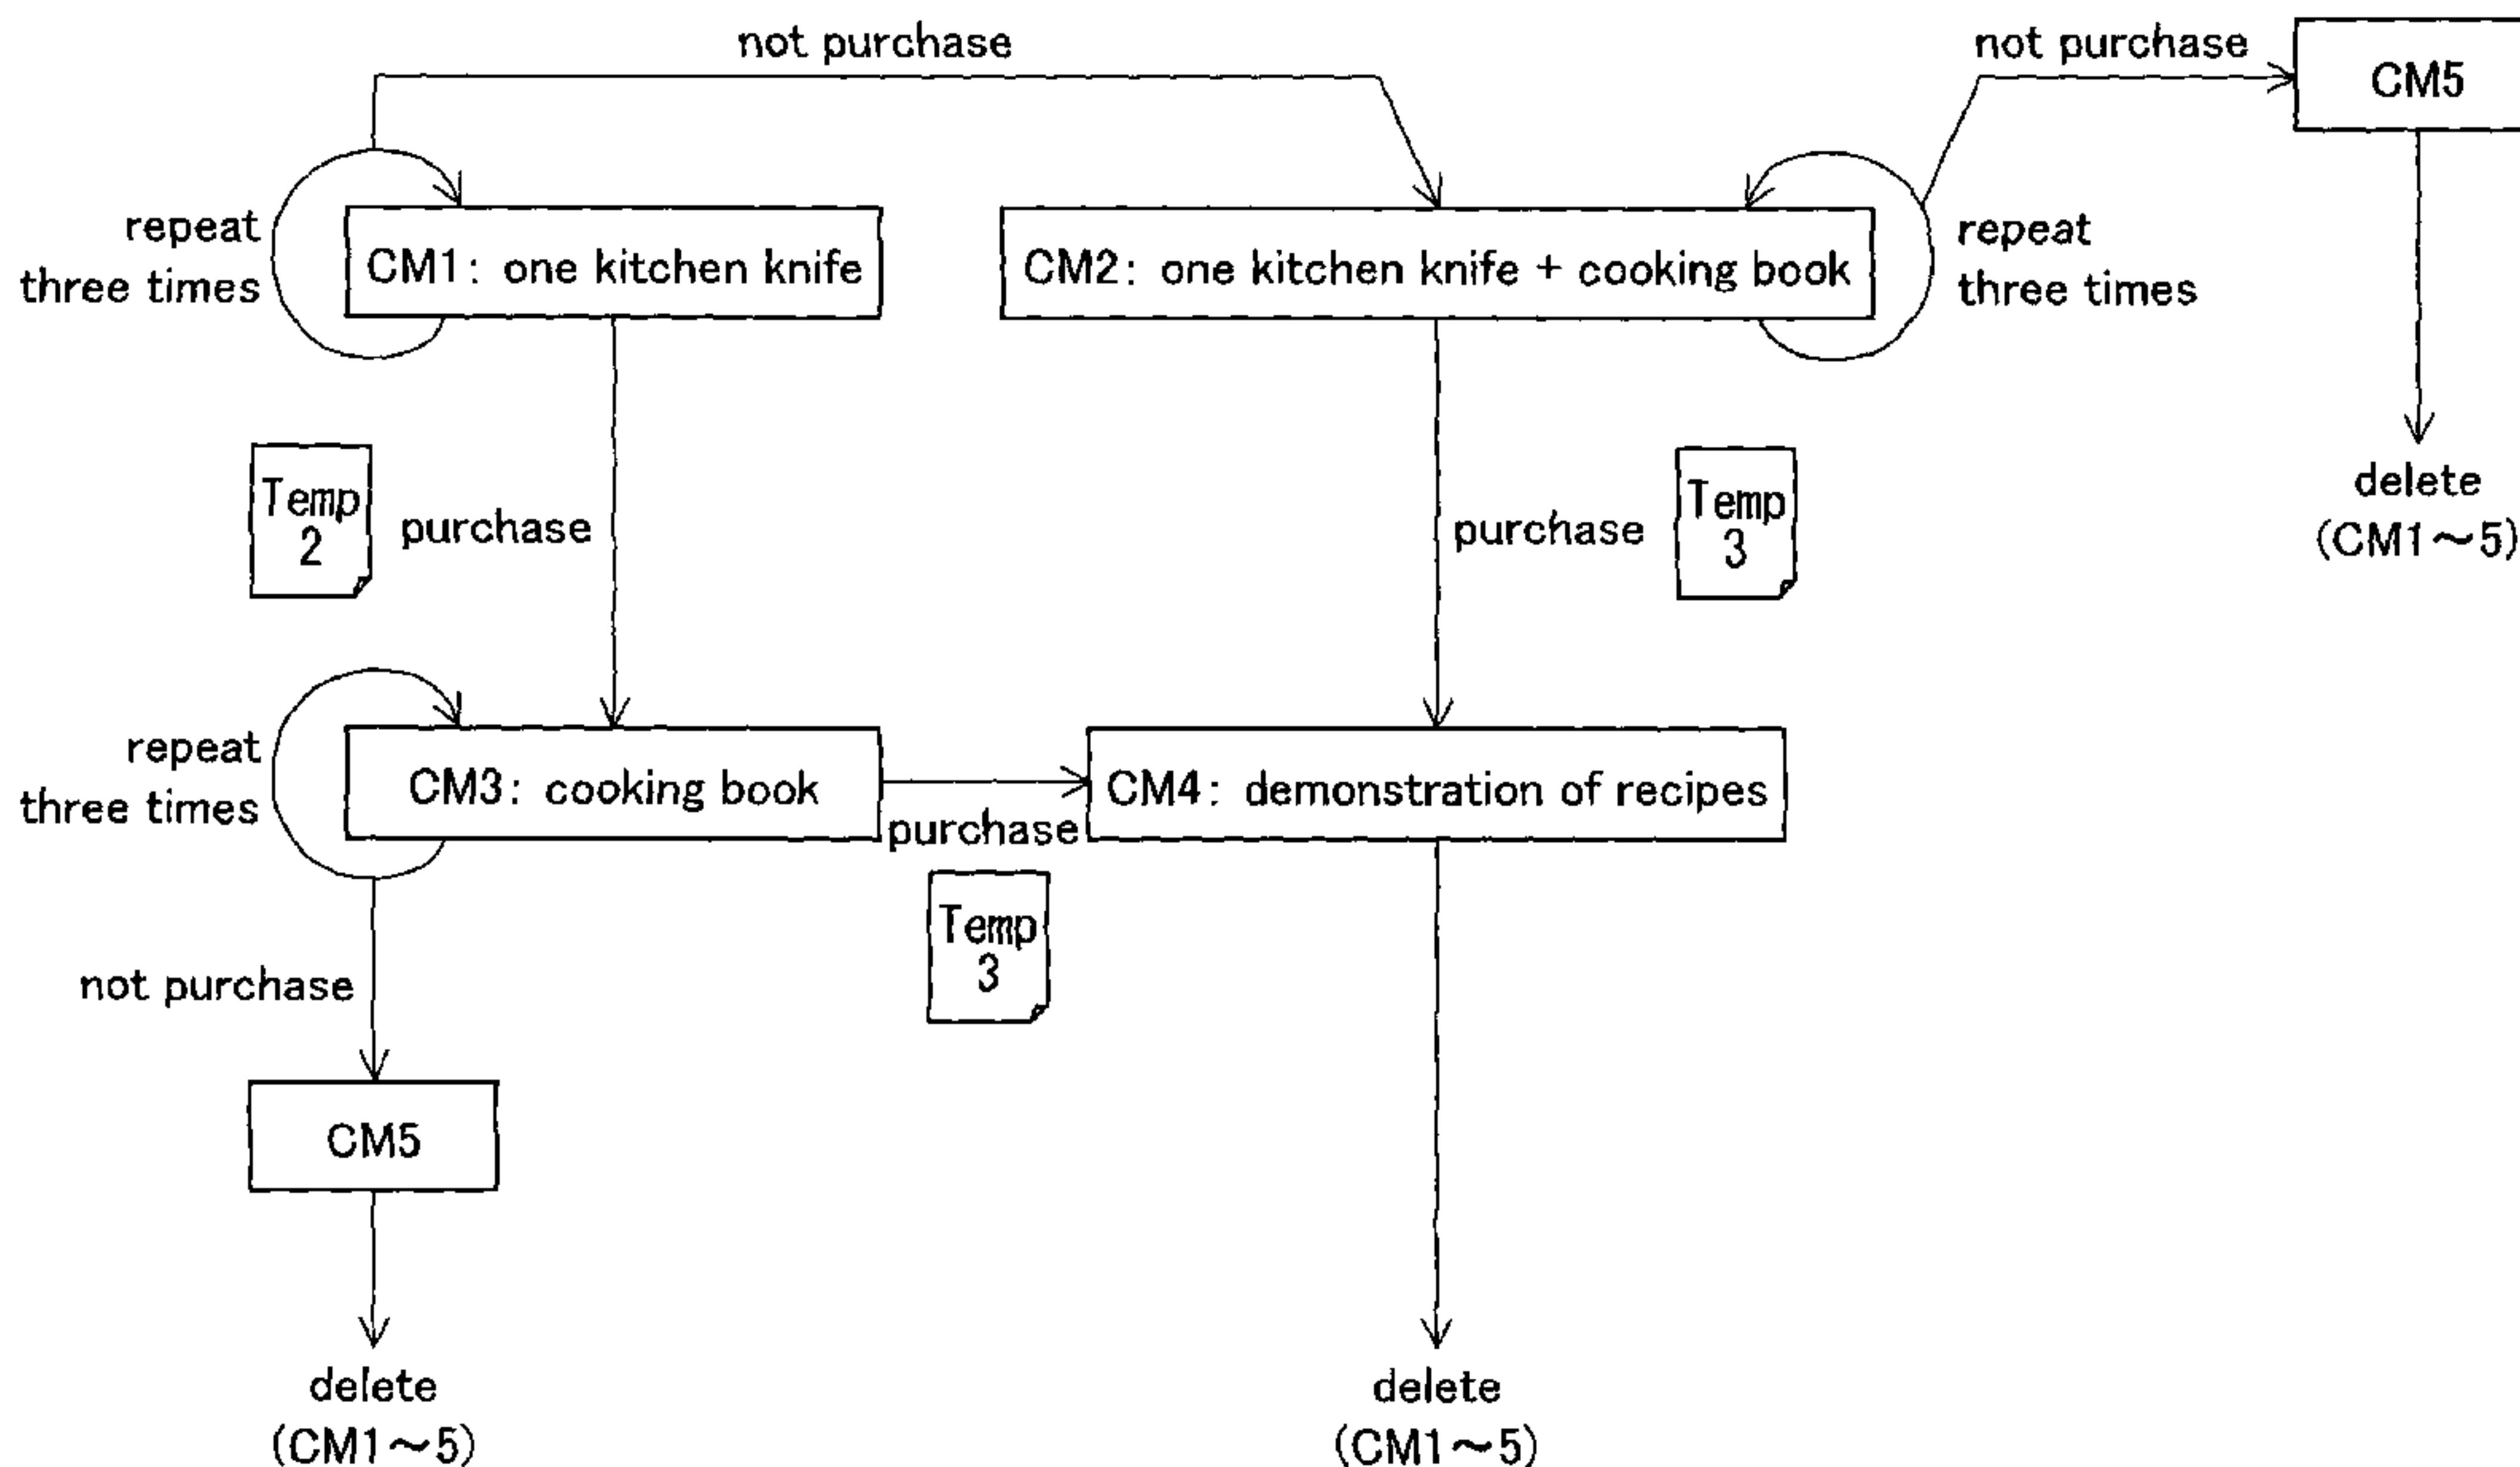 not purchase
not purchase
CM5
repeat
three times
CM1: one kitchen knife
CM2: one kitchen knife + cooking book
repeat
three times
Temp
2
purchase
purchase
Temp
3
delete
(CM1〜5)
repeat
three times
CM3: cooking book
purchase
CM4: demonstration of recipes
Temp
3
not purchase
CM5
delete
(CM1〜5)
delete
(CM1〜5)